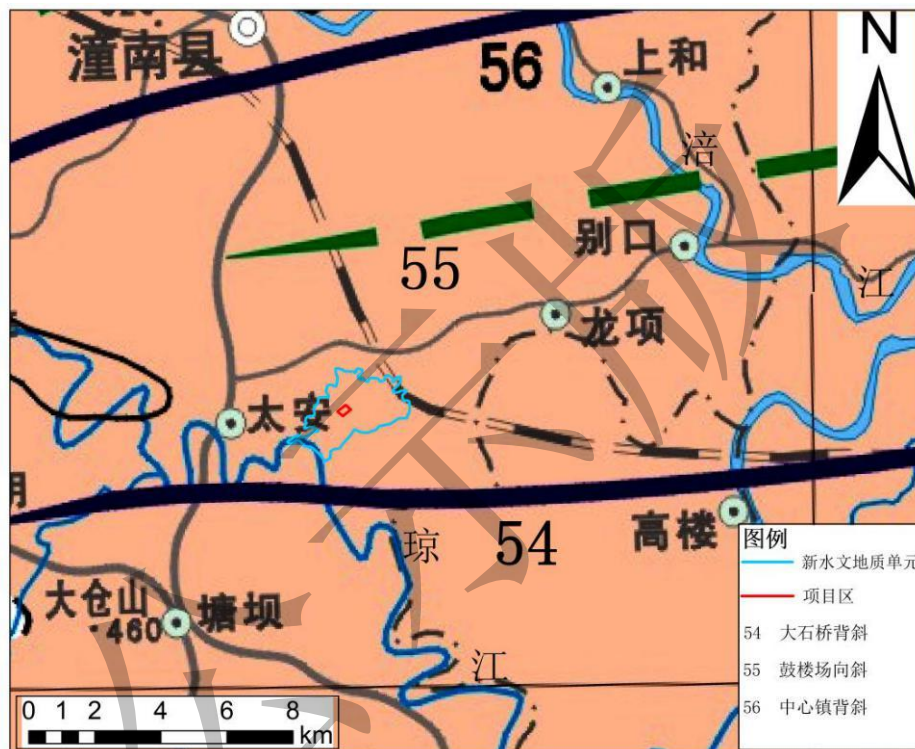 潼南县
56
上和
N
涪
别口
55
江
龙项
太安
54
高楼
琼
大仓山
·460
塘坝
江
图例
新水文地质单元
项目区
54 大石桥背斜
55 鼓楼场向斜
56 中心镇背斜
0 1 2 4 6 8
km